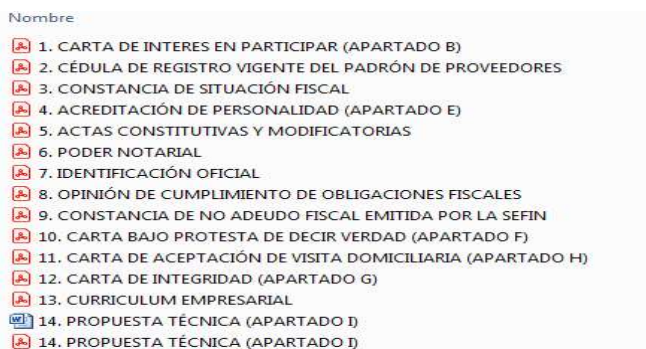 Nombre
1. CARTA DE INTERES EN PARTICIPAR (APARTADO B)
2. CÉDULA DE REGISTRO VIGENTE DEL PADRÓN DE PROVEEDORES
3. CONSTANCIA DE SITUACIÓN FISCAL
4. ACREDITACIÓN DE PERSONALIDAD (APARTADO E)
5. ACTAS CONSTITUTIVAS Y MODIFICATORIAS
6. PODER NOTARIAL
7. IDENTIFICACIÓN OFICIAL
8. OPINIÓN DE CUMPLIMIENTO DE OBLIGACIONES FISCALES
9. CONSTANCIA DE NO ADEUDO FISCAL EMITIDA POR LA SEFIN
10. CARTA BAJO PROTESTA DE DECIR VERDAD (APARTADO F)
11. CARTA DE ACEPTACIÓN DE VISITA DOMICILIARIA (APARTADO H)
12. CARTA DE INTEGRIDAD (APARTADO G)
13. CURRICULUM EMPRESARIAL
14. PROPUESTA TÉCNICA (APARTADO I)
14. PROPUESTA TÉCNICA (APARTADO I)